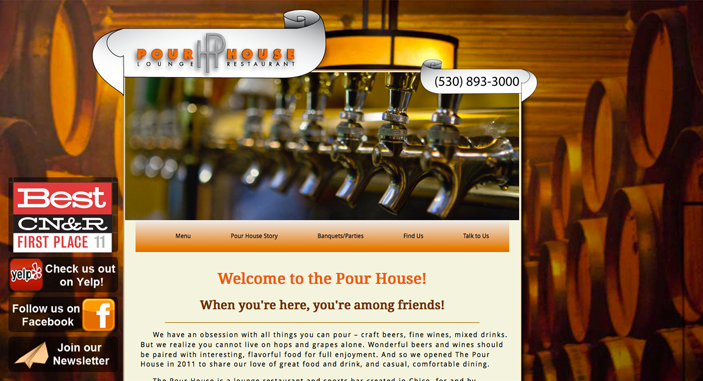 POUR HP HOUSE
LOUNGE RESTAURANT
(530) 893-3000
Best
CN&R
FIRST PLACE 11
yelp
Check us out
on Yelp!
Follow us on
Facebook
f
Join our
Newsletter
Menu
Pour House Story
Banquets/Parties
Find Us
Talk to Us
Welcome to the Pour House!
When you're here, you're among friends!
We have an obsession with all things you can pour – craft beers, fine wines, mixed drinks.
But we realize you cannot live on hops and grapes alone. Wonderful beers and wines should
be paired with interesting, flavorful food for full enjoyment. And so we opened The Pour
House in 2011 to share our love of great food and drink, and casual, comfortable dining.
The Pour House is a lounge restaurant and sports bar created in Chico, for and by